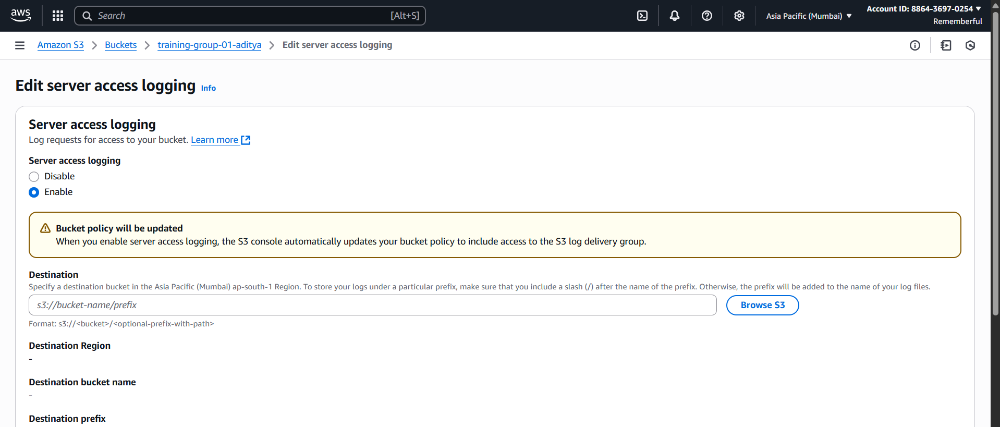 aws
Search [Alt+S]
Asia Pacific (Mumbai)
Account ID: 8864-3697-0254
Rememberful
Amazon S3 Buckets training-group-01-aditya Edit server access logging
Edit server access logging Info
Server access logging
Log requests for access to your bucket. Learn more
Server access logging
Disable
Enable
Bucket policy will be updated
When you enable server access logging, the S3 console automatically updates your bucket policy to include access to the S3 log delivery group.
Destination
Specify a destination bucket in the Asia Pacific (Mumbai) ap-south-1 Region. To store your logs under a particular prefix, make sure that you include a slash (/) after the name of the prefix. Otherwise, the prefix will be added to the name of your log files.
s3://bucket-name/prefix
Browse S3
Format: s3://<bucket>/<optional-prefix-with-path>
Destination Region
-
Destination bucket name
-
Destination prefix